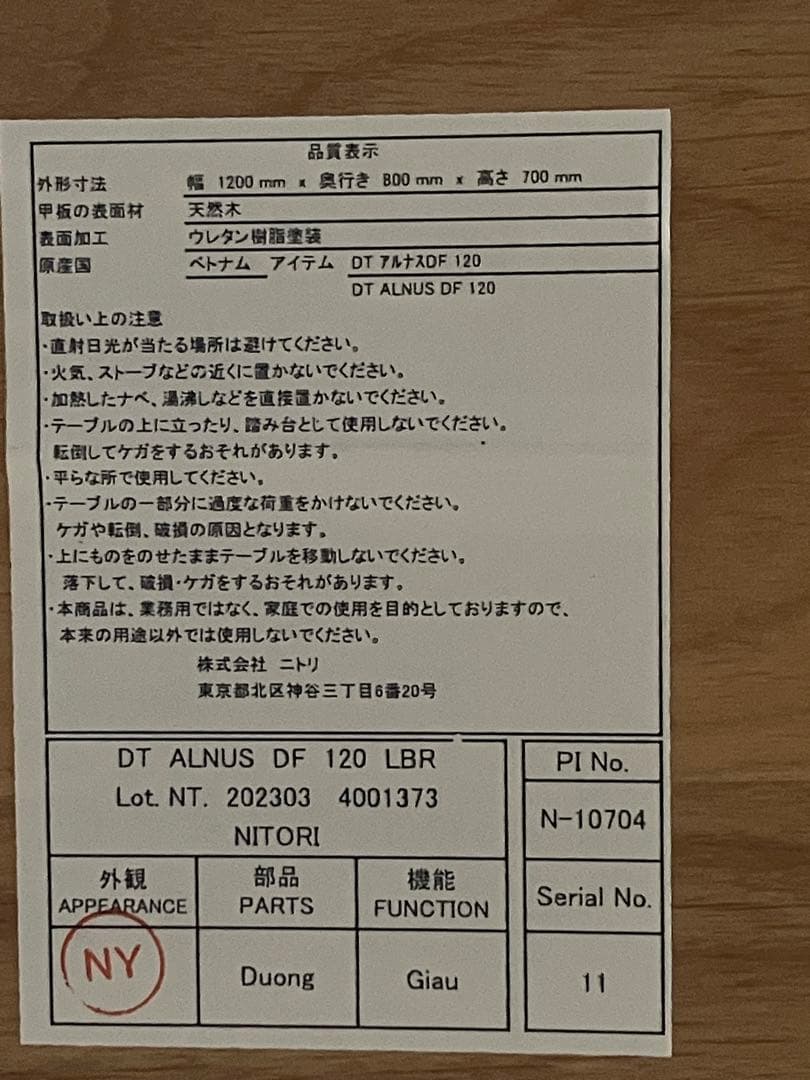 品質表示
外形寸法 幅 1200 mm x 奥行き 800 mm x 高さ 700 mm
甲板の表面材 天然木
表面加工 ウレタン樹脂塗装
原産国 ベトナム アイテム DT アルナスDF 120
DT ALNUS DF 120
取扱い上の注意
・直射日光が当たる場所は避けてください。
・火気、ストーブなどの近くに置かないでください。
・加熱したナベ、湯沸しなどを直接置かないでください。
・テーブルの上に立ったり、踏み台として使用しないでください。
転倒してケガをするおそれがあります。
・平らな所で使用してください。
・テーブルの一部分に過度な荷重をかけないでください。
ケガや転倒、破損の原因となります。
・上にものをのせたままテーブルを移動しないでください。
落下して、破損・ケガをするおそれがあります。
・本商品は、業務用ではなく、家庭での使用を目的としておりますので、
本来の用途以外では使用しないでください。
株式会社 ニトリ
東京都北区神谷三丁目6番20号
DT ALNUS DF 120 LBR
Lot. NT. 202303 4001373
NITORI
PI No.
N-10704
外観 部品 機能
APPEARANCE PARTS FUNCTION
Serial No.
NY Duong Giau
11